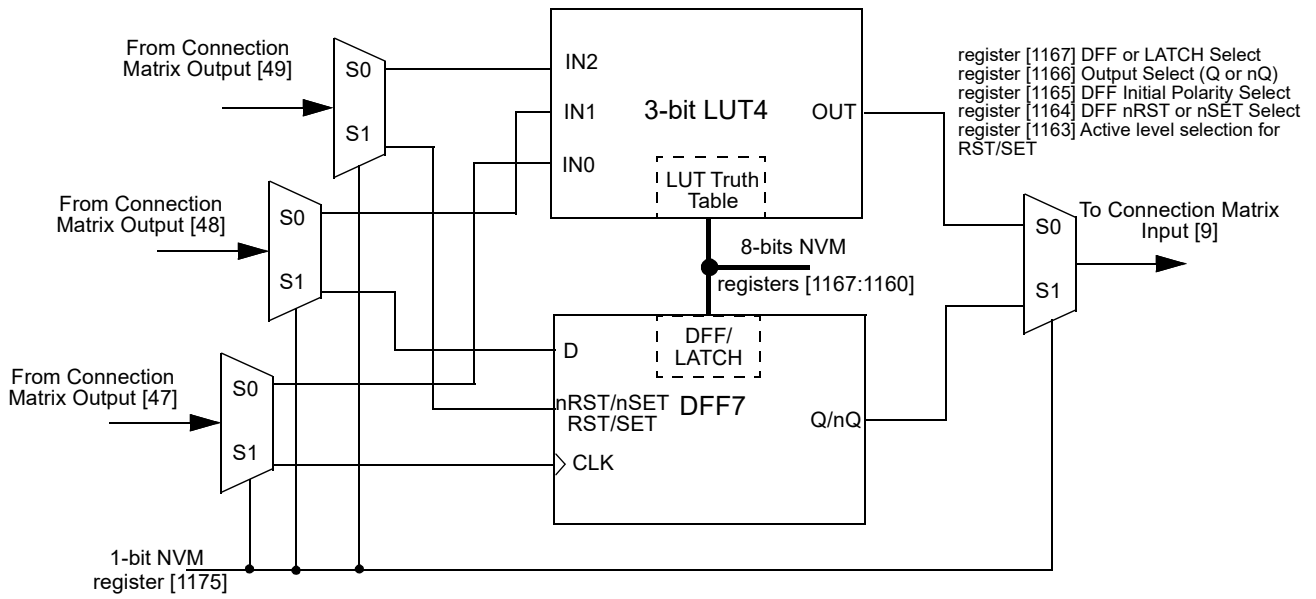 From Connection
Matrix Output [49]
S0
S1
IN2
IN1
IN0
3-bit LUT4
OUT
LUT Truth
Table
register [1167] DFF or LATCH Select
register [1166] Output Select (Q or nQ)
register [1165] DFF Initial Polarity Select
register [1164] DFF nRST or nSET Select
register [1163] Active level selection for
RST/SET
From Connection
Matrix Output [48]
S0
S1
8-bits NVM
registers [1167:1160]
S0
S1
To Connection Matrix
Input [9]
From Connection
Matrix Output [47]
S0
S1
DFF/
LATCH
D
nRST/nSET
RST/SET
DFF7
Q/nQ
CLK
1-bit NVM
register [1175]